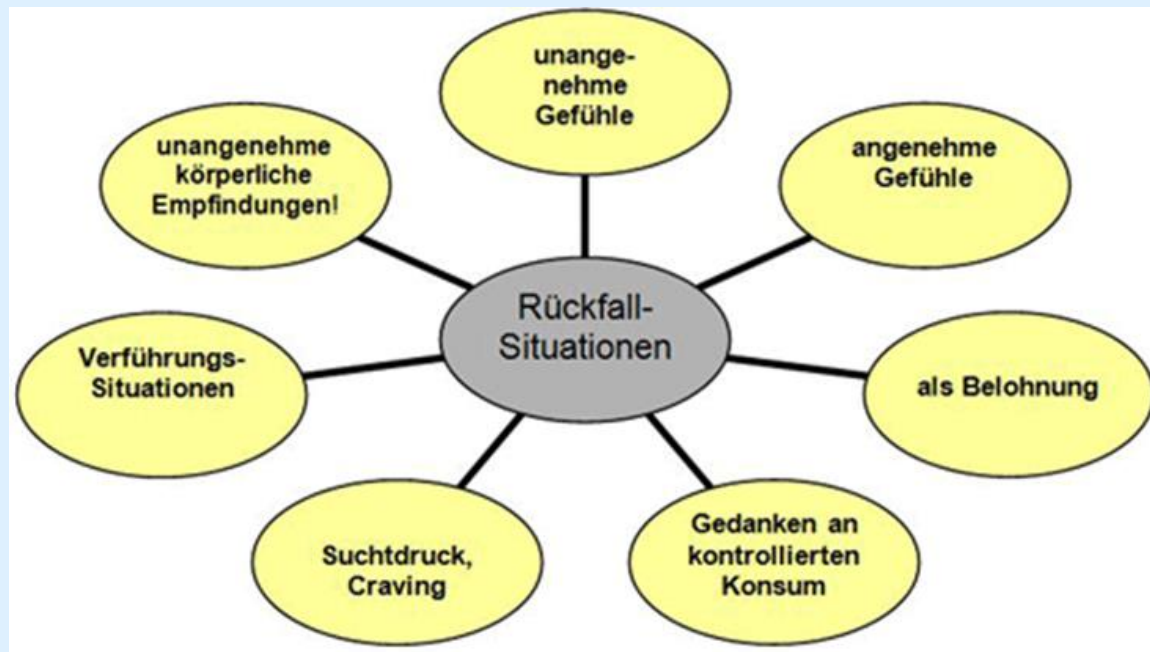 Rückfall-
Situationen
unange-
nehme
Gefühle
angenehme
Gefühle
als Belohnung
Gedanken an
kontrollierten
Konsum
Suchtdruck,
Craving
Verführungs-
Situationen
unangenehme
körperliche
Empfindungen!